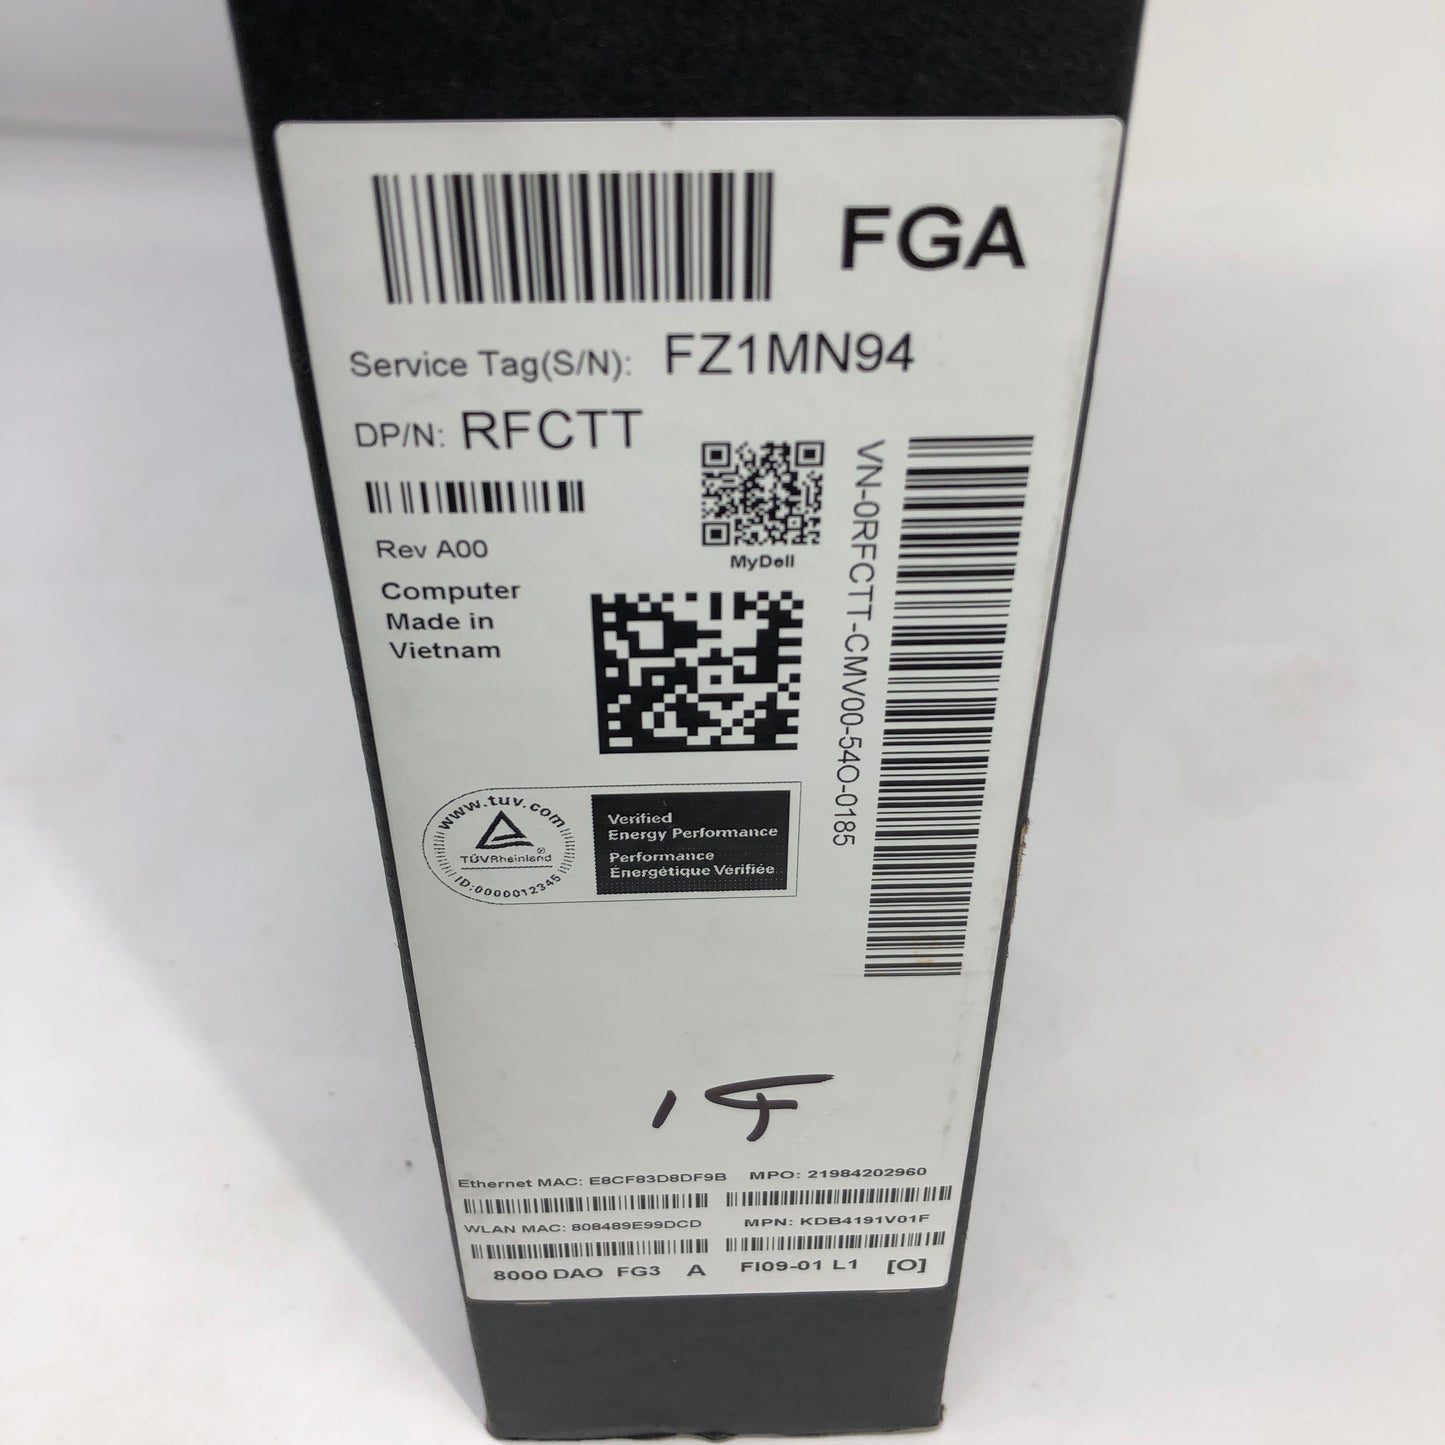 FGA
Service Tag(S/N): FZ1MN94
DP/N: RFCTT
MyDell
VN-0RFCTT-CMV00-54O-0185
Rev A00
Computer
Made in
Vietnam
www.tuv.com
TÜVRheinland®
ID:0000012345
Verified
Energy Performance
Performance
Énergétique Vérifiée
Ethernet MAC: E8CF83D8DF9B MPO: 21984202960
WLAN MAC: 808489E99DCD MPN: KDB4191V01F
8000 DAO FG3 A FI09-01 L1 [O]